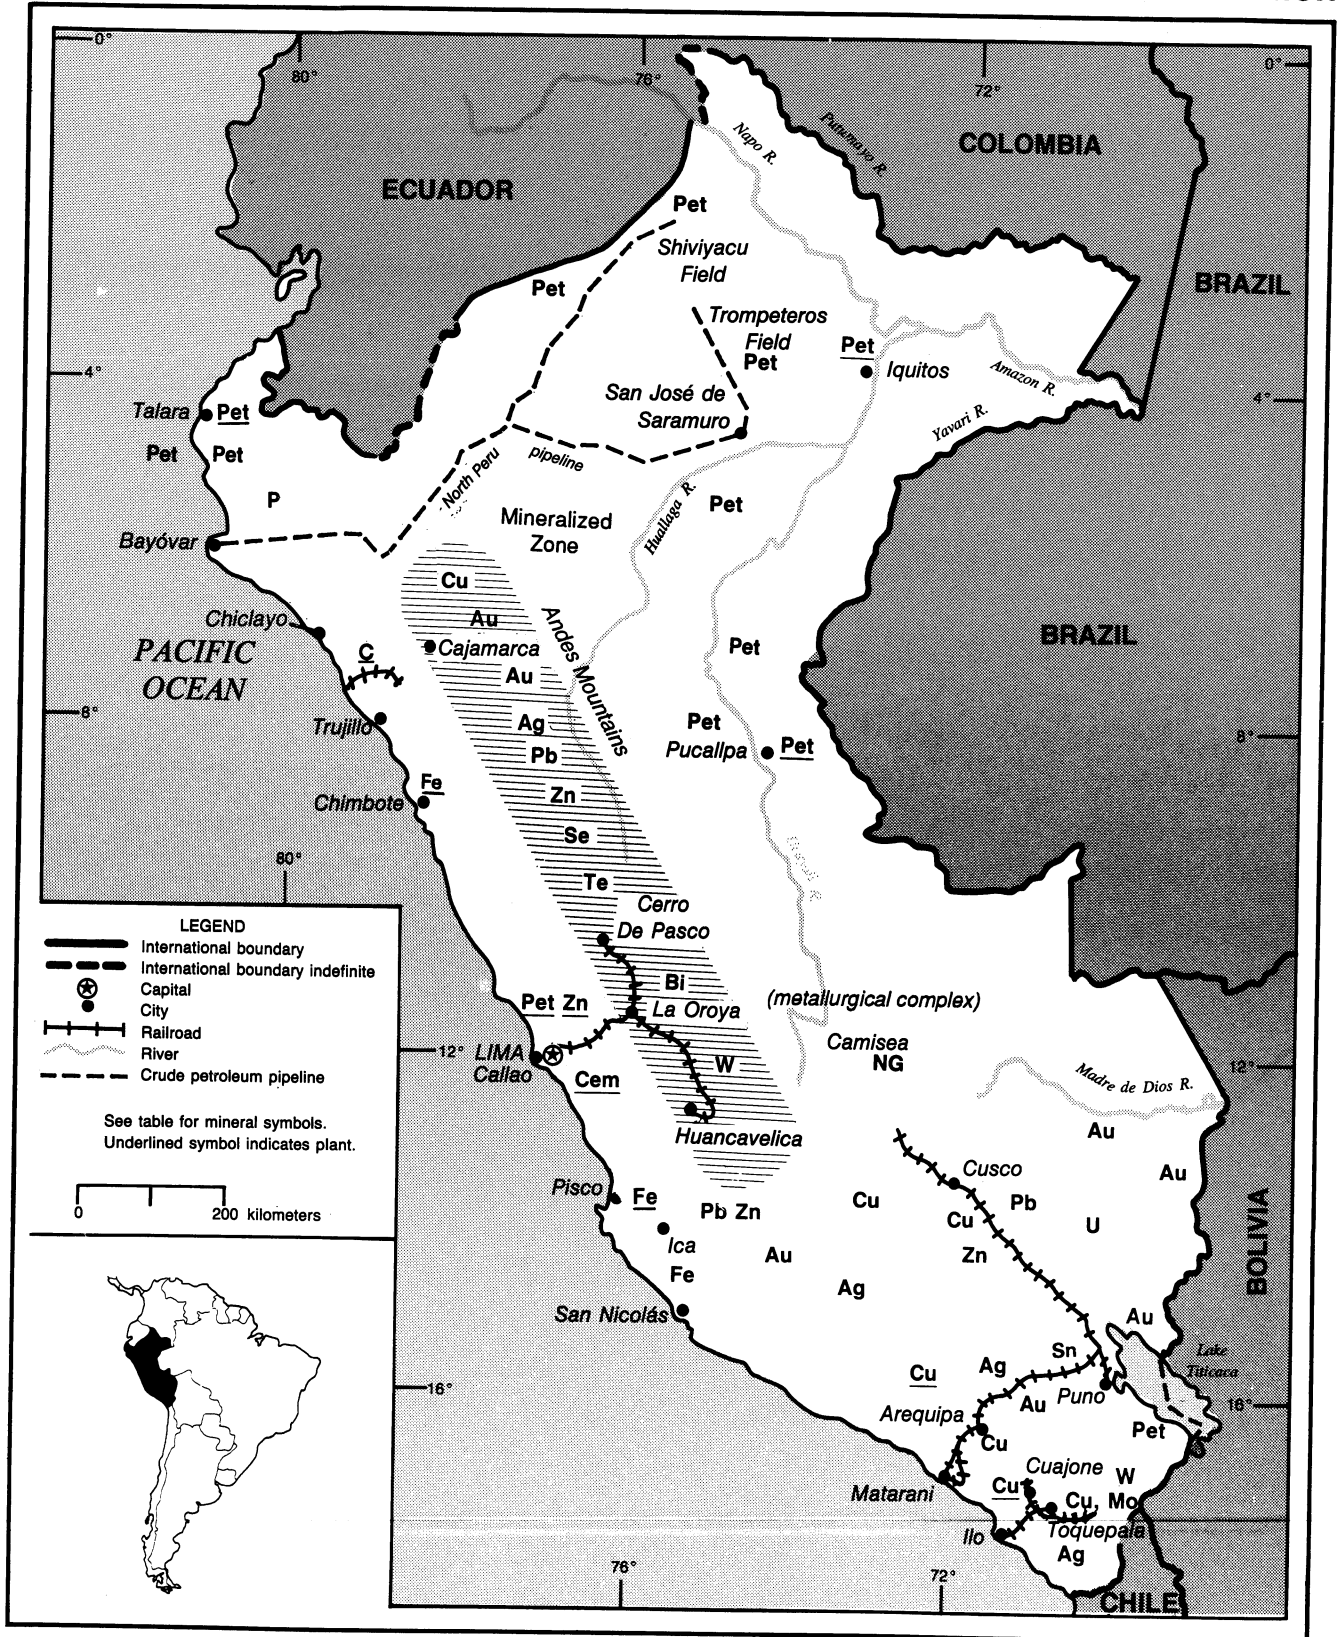 0°
80°
76°
72°
0°
COLOMBIA
Putumayo R.
Napo R.
ECUADOR
Pet
Shiviyacu
Field
BRAZIL
Pet
Trompeteros
Field
Pet
Pet
Iquitos
Amazon R.
4°
San José de
Saramuro
4°
Talara
Pet
Yavari R.
Pet
Pet
North Peru
pipeline
P
Pet
Huallaga R.
Mineralized
Zone
Bayóvar
Cu
Au
Chiclayo
Cajamarca
Andes Mountains
PACIFIC
OCEAN
C
Pet
BRAZIL
Au
8°
Trujillo
Ag
Pet
Pucallpa
Pet
8°
Pb
Fe
Chimbote
Zn
Se
80°
Te
Cerro
De Pasco
LEGEND
International boundary
International boundary indefinite
Capital
City
Railroad
River
Crude petroleum pipeline
See table for mineral symbols.
Underlined symbol indicates plant.
0
200 kilometers
Bi
Pet Zn
La Oroya
(metallurgical complex)
12°
LIMA
Callao
Camisea
NG
W
12°
Cem
Madre de Dios R.
Huancavelica
Au
Cusco
Au
Pisco
Fe
Pb Zn
Cu
Pb
Cu
U
Ica
Au
Zn
Fe
Ag
BOLIVIA
San Nicolás
Au
Sn
Lake
Titicaca
16°
Cu
Ag
Puno
16°
Au
Arequipa
Cu
Pet
Cuajone
W
Matarani
Cu
Cu
Mo
Toquepala
Ilo
Ag
76°
72°
CHILE